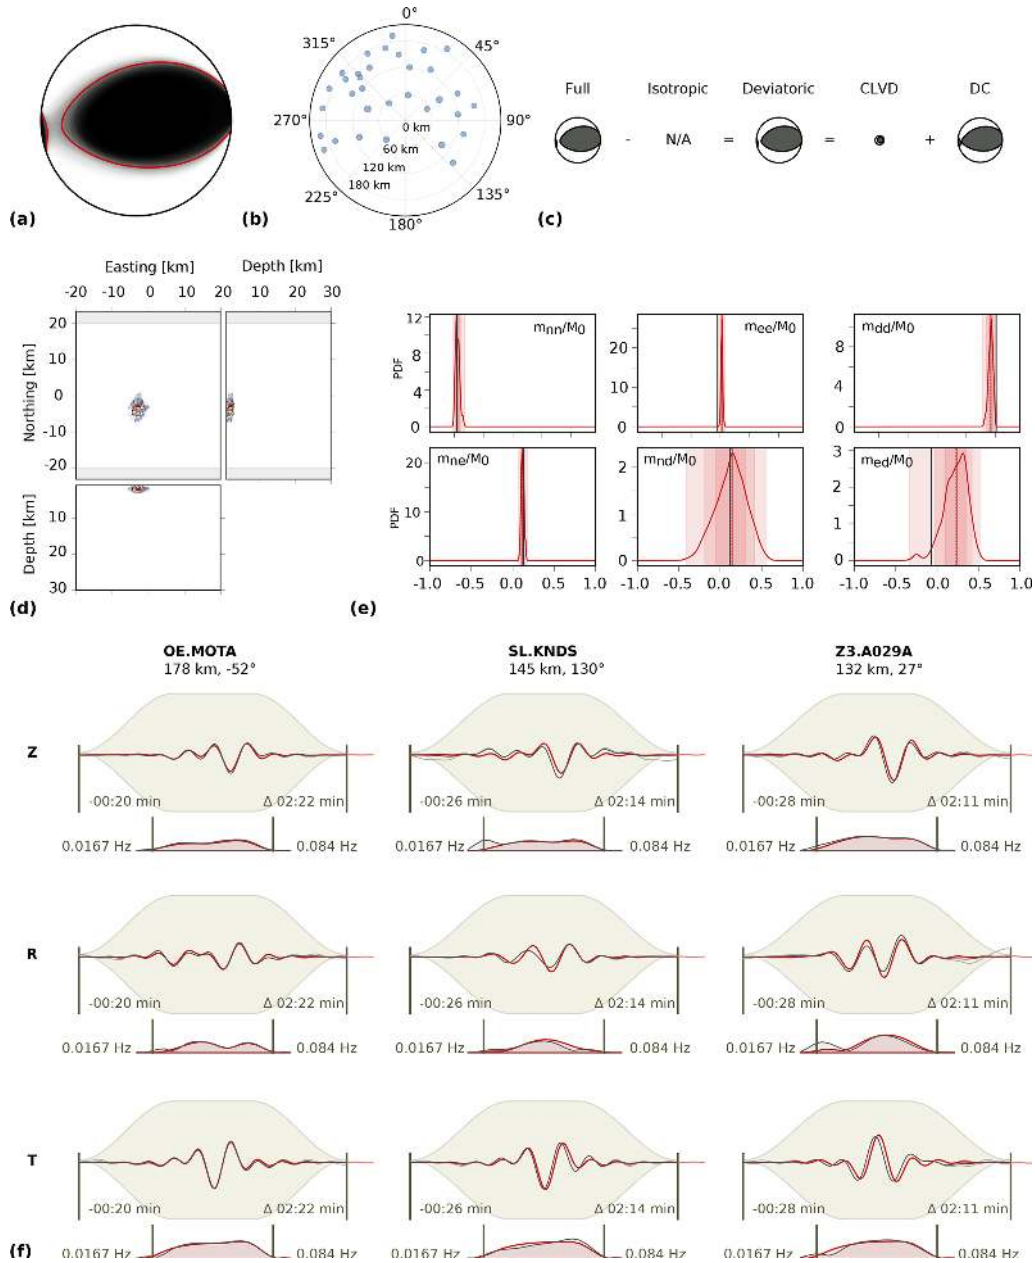 0°
45°
90°
135°
180°
225°
270°
315°
0 km
60 km
120 km
180 km
(a)
(b)
Full Isotropic Deviatoric CLVD DC
- N/A = = +
(c)
Easting [km] Depth [km]
-20 -10 0 10 20 10 20 30
Northing [km]
20
10
0
-10
-20
Depth [km]
10
20
30
(d)
PDF
12
8
4
0
mnn/M0
30
20
10
0
mee/M0
8
4
0
mdd/M0
PDF
20
10
0
mne/M0
2
1
0
mnd/M0
3
2
1
0
med/M0
-1.0 -0.5 0.0 0.5 1.0 -0.5 0.0 0.5 1.0 -0.5 0.0 0.5 1.0
(e)
OE.MOTA SL.KNDS Z3.A029A
178 km, -52° 145 km, 130° 132 km, 27°
Z
-00:20 min Δ 02:22 min -00:26 min Δ 02:14 min -00:28 min Δ 02:11 min
0.0167 Hz 0.084 Hz 0.0167 Hz 0.084 Hz 0.0167 Hz 0.084 Hz
R
-00:20 min Δ 02:22 min -00:26 min Δ 02:14 min -00:28 min Δ 02:11 min
0.0167 Hz 0.084 Hz 0.0167 Hz 0.084 Hz 0.0167 Hz 0.084 Hz
T
-00:20 min Δ 02:22 min -00:26 min Δ 02:14 min -00:28 min Δ 02:11 min
(f) 0.0167 Hz 0.084 Hz 0.0167 Hz 0.084 Hz 0.0167 Hz 0.084 Hz